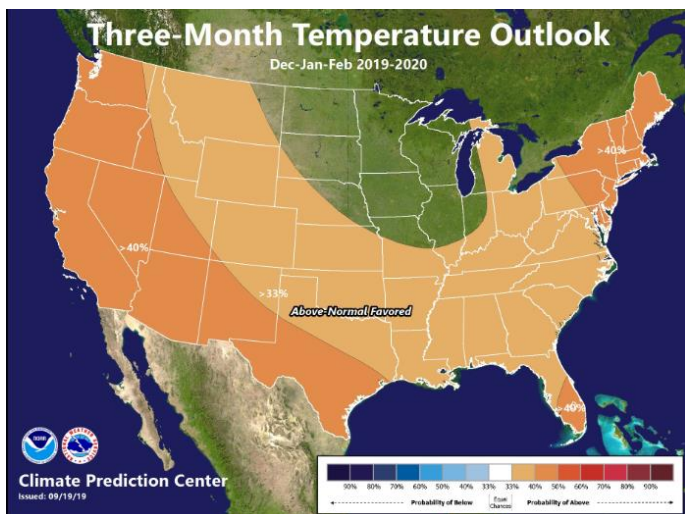 Three-Month Temperature Outlook
Dec-Jan-Feb 2019-2020
>40%
>40%
>33%
Above-Normal Favored
>40%
NOAA
Climate Prediction Center
Issued: 09/19/19
90% 80% 70% 60% 50% 40% 33% 33% 40% 50% 60% 70% 80% 90%
Probability of Below Equal Chances Probability of Above